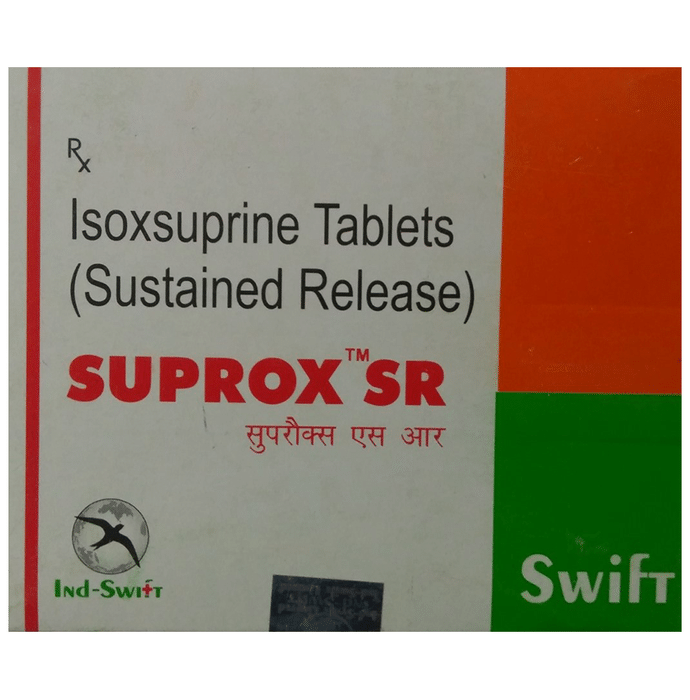 Rx
Isoxsuprine Tablets
(Sustained Release)
SUPROX™ SR
सुपरौक्स एस आर
IND-SWIFT
SWIFT